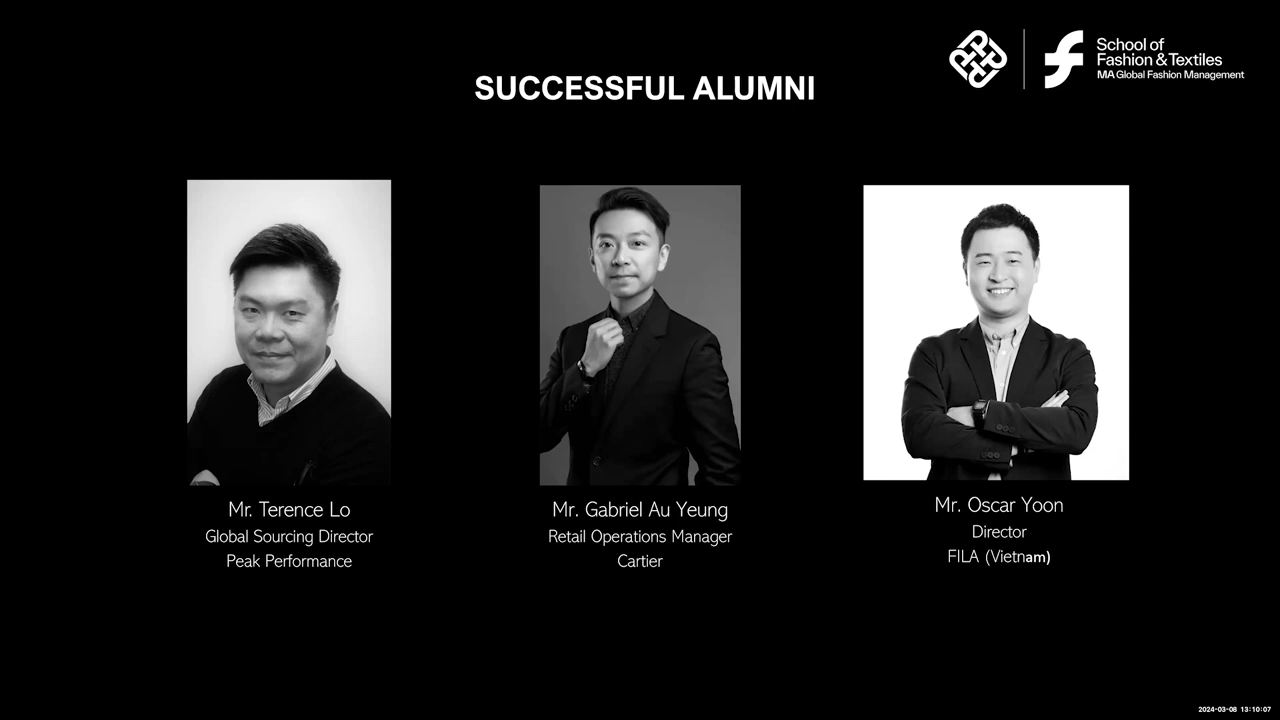 School of
Fashion & Textiles
MA Global Fashion Management
SUCCESSFUL ALUMNI
Mr. Terence Lo
Global Sourcing Director
Peak Performance
Mr. Gabriel Au Yeung
Retail Operations Manager
Cartier
Mr. Oscar Yoon
Director
FILA (Vietnam)
2024-03-08 13:10:07